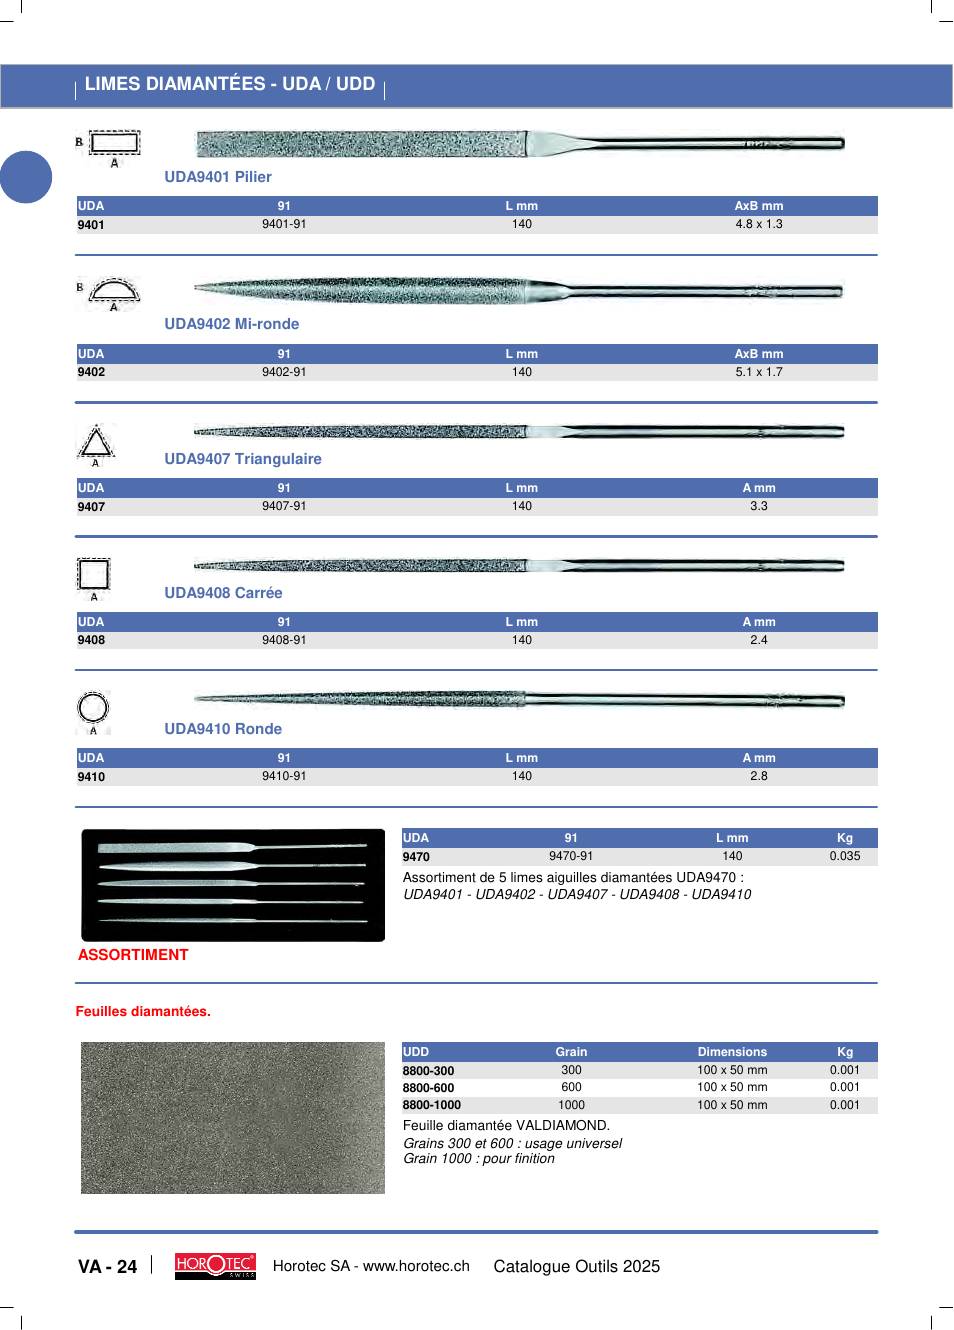 LIMES DIAMANTÉES - UDA / UDD
B
A
UDA9401 Pilier
UDA 91 L mm AxB mm
9401 9401-91 140 4.8 x 1.3
B
A
UDA9402 Mi-ronde
UDA 91 L mm AxB mm
9402 9402-91 140 5.1 x 1.7
A
UDA9407 Triangulaire
UDA 91 L mm A mm
9407 9407-91 140 3.3
A
UDA9408 Carrée
UDA 91 L mm A mm
9408 9408-91 140 2.4
A
UDA9410 Ronde
UDA 91 L mm A mm
9410 9410-91 140 2.8
UDA 91 L mm Kg
9470 9470-91 140 0.035
Assortiment de 5 limes aiguilles diamantées UDA9470 :
UDA9401 - UDA9402 - UDA9407 - UDA9408 - UDA9410
ASSORTIMENT
Feuilles diamantées.
UDD Grain Dimensions Kg
8800-300 300 100 x 50 mm 0.001
8800-600 600 100 x 50 mm 0.001
8800-1000 1000 100 x 50 mm 0.001
Feuille diamantée VALDIAMOND.
Grains 300 et 600 : usage universel
Grain 1000 : pour finition
VA - 24 HOROTEC® SWISS Horotec SA - www.horotec.ch Catalogue Outils 2025